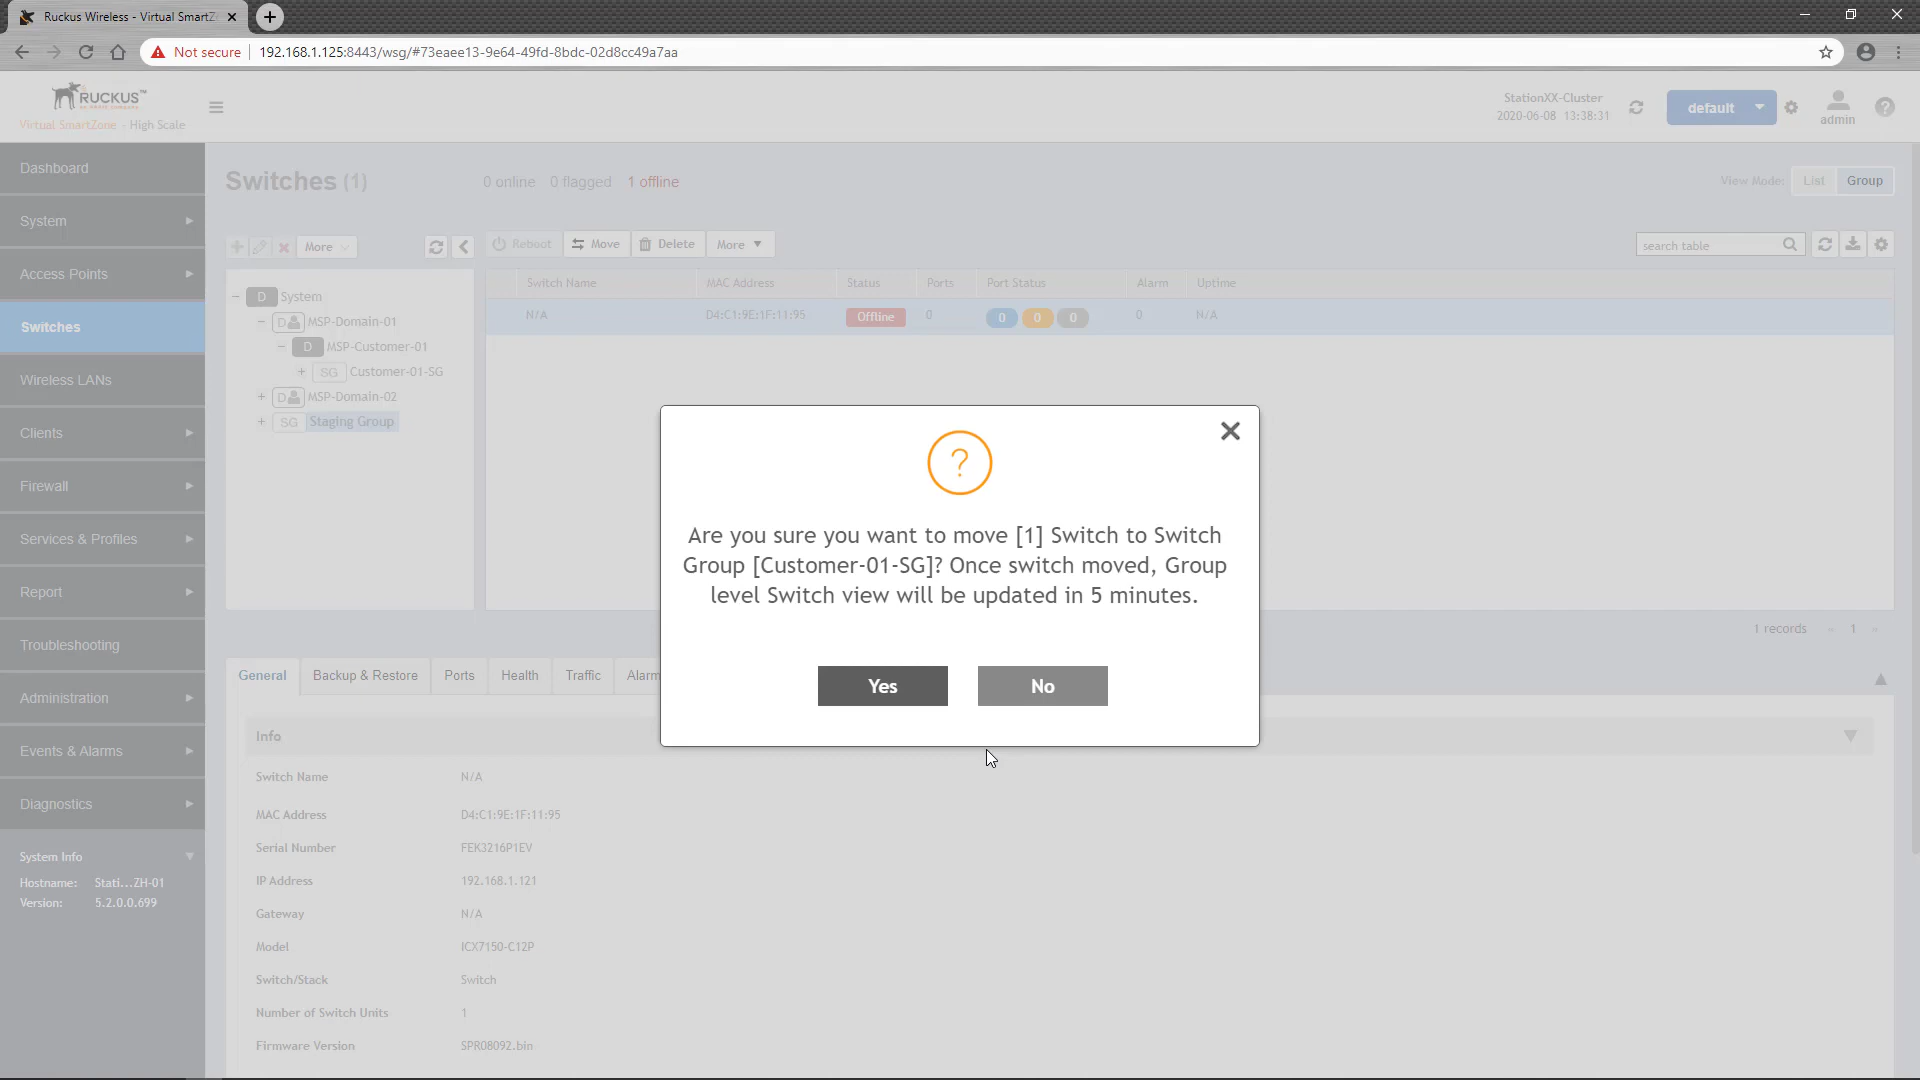 Ruckus Wireless - Virtual SmartZ
Not secure
192.168.1.125:8443/wsg/#73eaee13-9e64-49fd-8bdc-02d8cc49a7aa
RUCKUS™
Virtual SmartZone - High Scale
StationXX-Cluster
2020-06-08 13:38:31
default
admin
?
Dashboard
System
Access Points
Switches
Wireless LANs
Clients
Firewall
Services & Profiles
Report
Troubleshooting
Administration
Events & Alarms
Diagnostics
System Info
Hostname: Stati...ZH-01
Version: 5.2.0.0.699
Switches (1)
0 online 0 flagged 1 offline
View Mode: List Group
More
Reboot Move Delete More
search table
D System
D MSP-Domain-01
D MSP-Customer-01
SG Customer-01-SG
D MSP-Domain-02
SG Staging Group
Switch Name MAC Address Status Ports Port Status Alarm Uptime
N/A D4:C1:9E:1F:11:95 Offline 0 0 0 0 0 N/A
1 records « 1 »
?
Are you sure you want to move [1] Switch to Switch
Group [Customer-01-SG]? Once switch moved, Group
level Switch view will be updated in 5 minutes.
Yes No
General Backup & Restore Ports Health Traffic Alarm
Info
Switch Name N/A
MAC Address D4:C1:9E:1F:11:95
Serial Number FEK3216P1EV
IP Address 192.168.1.121
Gateway N/A
Model ICX7150-C12P
Switch/Stack Switch
Number of Switch Units 1
Firmware Version SPR08092.bin